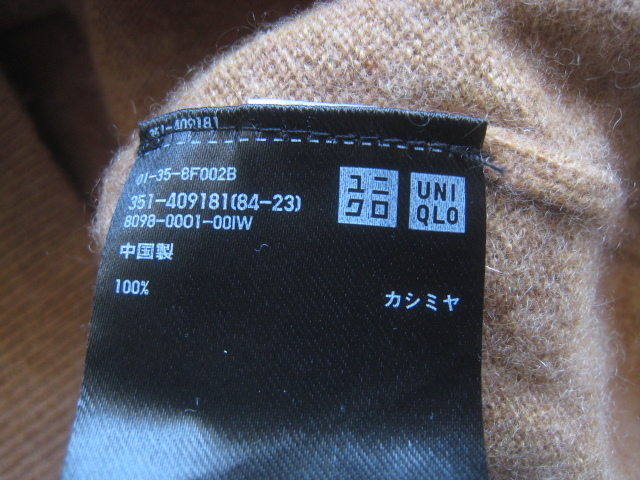 351-409181
01-35-8F002B
351-409181(84-23)
8098-0001-00IW
ユニ
クロ
UNI
QLO
中国製
100% カシミヤ